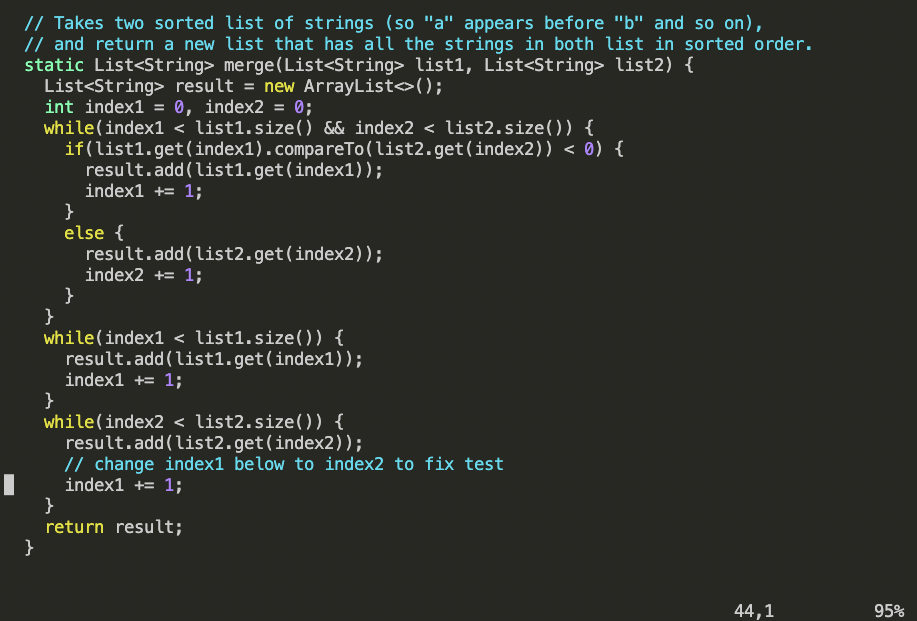 // Takes two sorted list of strings (so "a" appears before "b" and so on),
// and return a new list that has all the strings in both list in sorted order.
static List<String> merge(List<String> list1, List<String> list2) {
  List<String> result = new ArrayList<>();
  int index1 = 0, index2 = 0;
  while(index1 < list1.size() && index2 < list2.size()) {
    if(list1.get(index1).compareTo(list2.get(index2)) < 0) {
      result.add(list1.get(index1));
      index1 += 1;
    }
    else {
      result.add(list2.get(index2));
      index2 += 1;
    }
  }
  while(index1 < list1.size()) {
    result.add(list1.get(index1));
    index1 += 1;
  }
  while(index2 < list2.size()) {
    result.add(list2.get(index2));
    // change index1 below to index2 to fix test
    index1 += 1;
  }
  return result;
}
44,1 95%